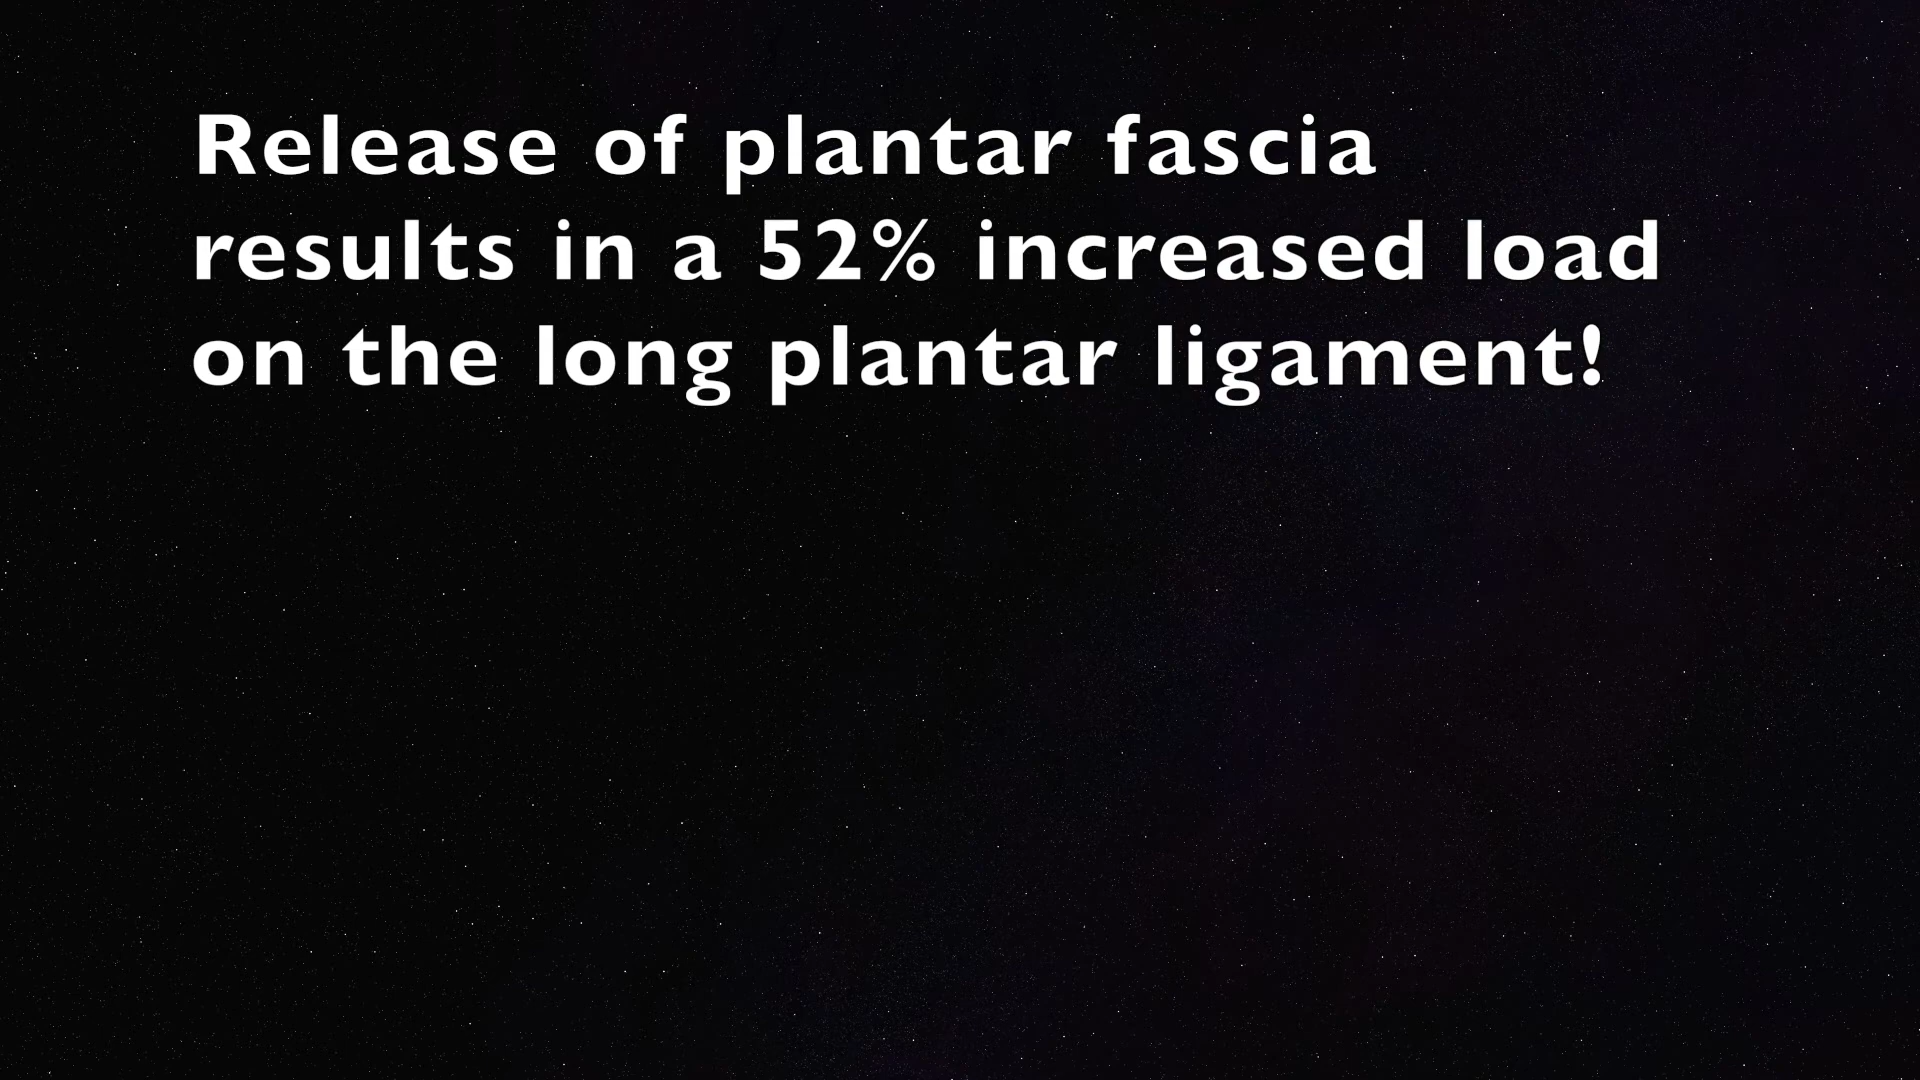 Release of plantar fascia
results in a 52% increased load
on the long plantar ligament!